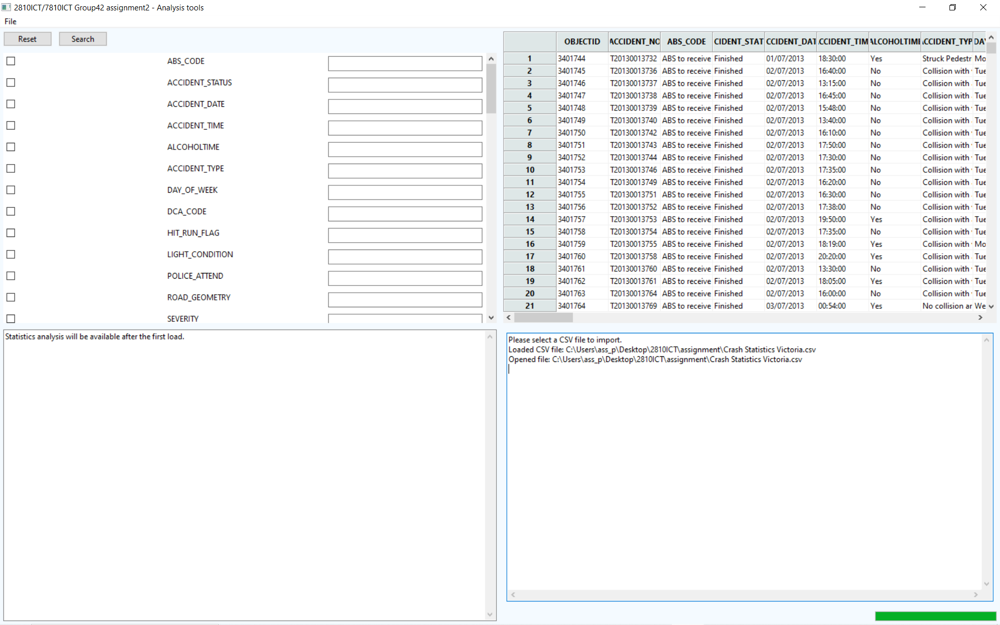 2810ICT/7810ICT Group42 assignment2 - Analysis tools
File
Reset Search
ABS_CODE
ACCIDENT_STATUS
ACCIDENT_DATE
ACCIDENT_TIME
ALCOHOLTIME
ACCIDENT_TYPE
DAY_OF_WEEK
DCA_CODE
HIT_RUN_FLAG
LIGHT_CONDITION
POLICE_ATTEND
ROAD_GEOMETRY
SEVERITY
OBJECTID ACCIDENT_NO ABS_CODE CIDENT_STAT CCIDENT_DAT CCIDENT_TIM ALCOHOLTIMI ACCIDENT_TYP DAY
1 3401744 T20130013732 ABS to receive Finished 01/07/2013 18:30:00 Yes Struck Pedestr Mo
2 3401745 T20130013736 ABS to receive Finished 02/07/2013 16:40:00 No Collision with Tue
3 3401746 T20130013737 ABS to receive Finished 02/07/2013 13:15:00 No Collision with Tue
4 3401747 T20130013738 ABS to receive Finished 02/07/2013 16:45:00 No Collision with Tue
5 3401748 T20130013739 ABS to receive Finished 02/07/2013 15:48:00 No Collision with Tue
6 3401749 T20130013740 ABS to receive Finished 02/07/2013 13:40:00 No Collision with Tue
7 3401750 T20130013742 ABS to receive Finished 02/07/2013 16:10:00 No Collision with Tue
8 3401751 T20130013743 ABS to receive Finished 02/07/2013 17:50:00 No Collision with Tue
9 3401752 T20130013744 ABS to receive Finished 02/07/2013 17:30:00 No Collision with Tue
10 3401753 T20130013746 ABS to receive Finished 02/07/2013 17:35:00 No Collision with Tue
11 3401754 T20130013749 ABS to receive Finished 02/07/2013 16:20:00 No Collision with Tue
12 3401755 T20130013751 ABS to receive Finished 02/07/2013 16:30:00 No Collision with Tue
13 3401756 T20130013752 ABS to receive Finished 02/07/2013 17:38:00 No Collision with Tue
14 3401757 T20130013753 ABS to receive Finished 02/07/2013 19:50:00 Yes Collision with Tue
15 3401758 T20130013754 ABS to receive Finished 02/07/2013 17:35:00 No Collision with Tue
16 3401759 T20130013755 ABS to receive Finished 02/07/2013 18:19:00 Yes Collision with Mo
17 3401760 T20130013758 ABS to receive Finished 02/07/2013 20:20:00 Yes Collision with Tue
18 3401761 T20130013760 ABS to receive Finished 02/07/2013 13:30:00 No Collision with Tue
19 3401762 T20130013761 ABS to receive Finished 02/07/2013 18:05:00 Yes Collision with Tue
20 3401763 T20130013764 ABS to receive Finished 02/07/2013 16:00:00 No Collision with Tue
21 3401764 T20130013769 ABS to receive Finished 03/07/2013 00:54:00 Yes No collision ar We
Statistics analysis will be available after the first load.
Please select a CSV file to import.
Loaded CSV file: C:\Users\ass_p\Desktop\2810ICT\assignment\Crash Statistics Victoria.csv
Opened file: C:\Users\ass_p\Desktop\2810ICT\assignment\Crash Statistics Victoria.csv